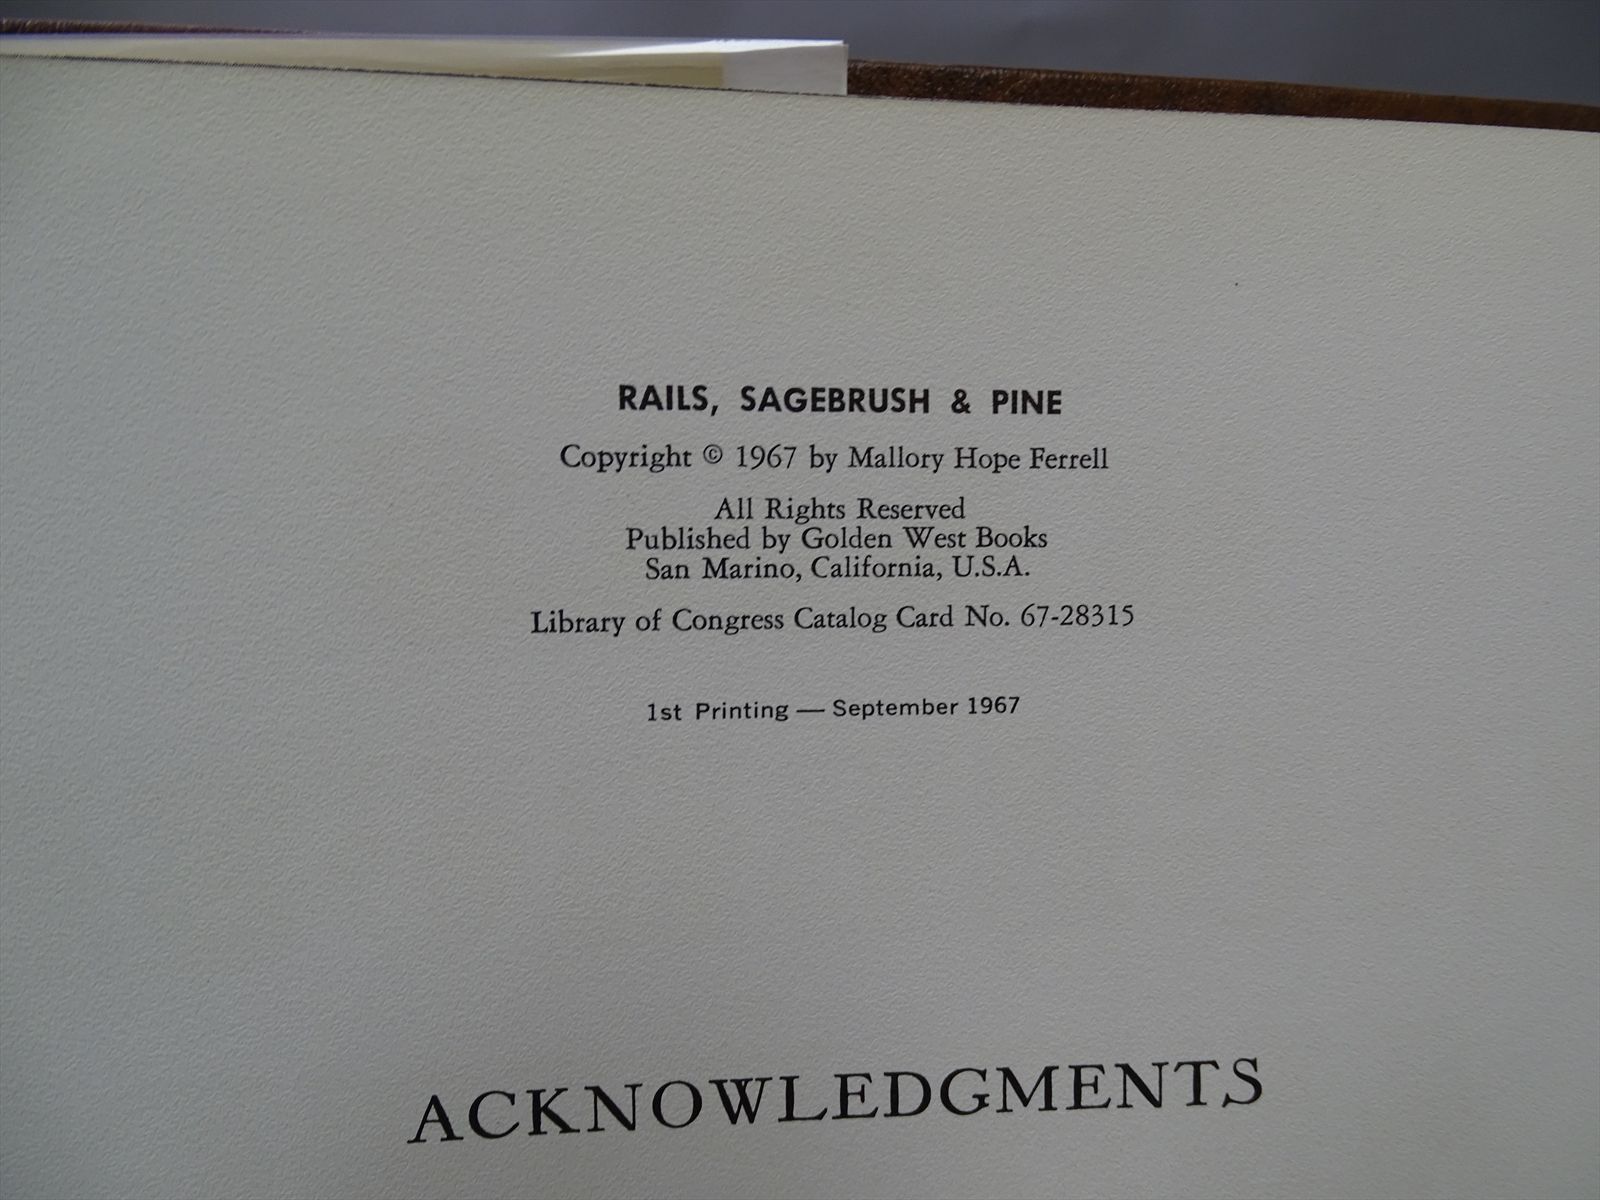 RAILS, SAGEBRUSH & PINE
Copyright © 1967 by Mallory Hope Ferrell
All Rights Reserved
Published by Golden West Books
San Marino, California, U.S.A.
Library of Congress Catalog Card No. 67-28315
1st Printing — September 1967
ACKNOWLEDGMENTS